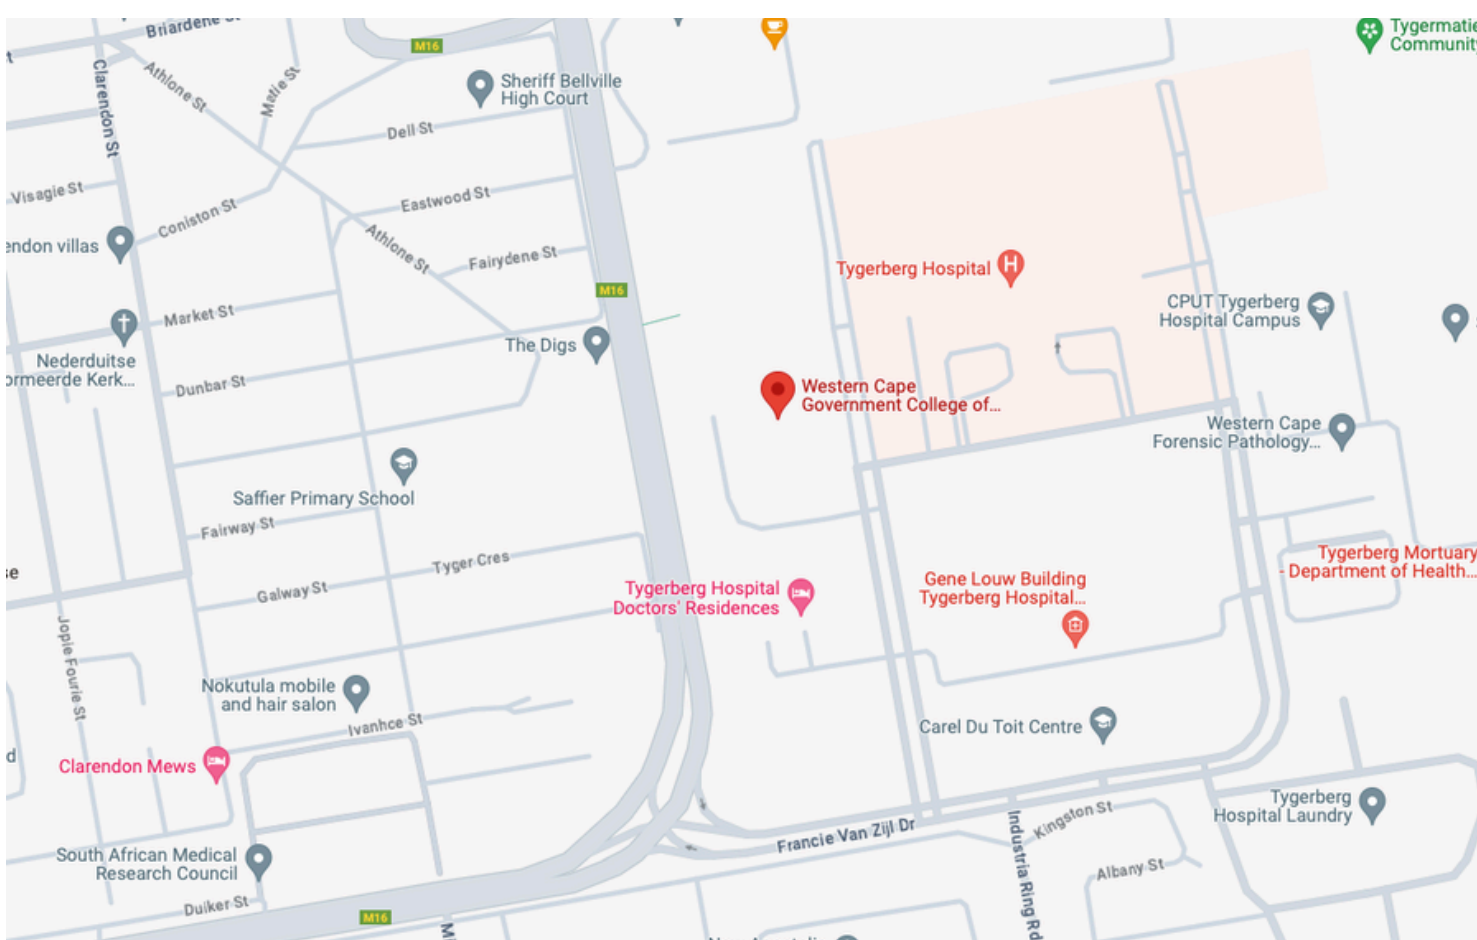 Briardene St
M16
Tygermatie
Community
Clarendon St
Athlone St
Matie St
Sheriff Bellville
High Court
Dell St
Visagie St
Eastwood St
Coniston St
endon villas
Athlone St
Fairydene St
Tygerberg Hospital
H
M16
CPUT Tygerberg
Hospital Campus
Market St
The Digs
Nederduitse
ormeerde Kerk...
Dunbar St
Western Cape
Government College of...
Western Cape
Forensic Pathology...
Saffier Primary School
Fairway St
Tyger Cres
Galway St
se
Tygerberg Hospital
Doctors' Residences
Gene Louw Building
Tygerberg Hospital...
Tygerberg Mortuary
- Department of Health...
Jopie Fourie St
Nokutula mobile
and hair salon
Ivanhce St
Carel Du Toit Centre
d
Clarendon Mews
Francie Van Zijl Dr
Industria Ring Rd
Kingston St
Tygerberg
Hospital Laundry
South African Medical
Research Council
Albany St
Duiker St
M16